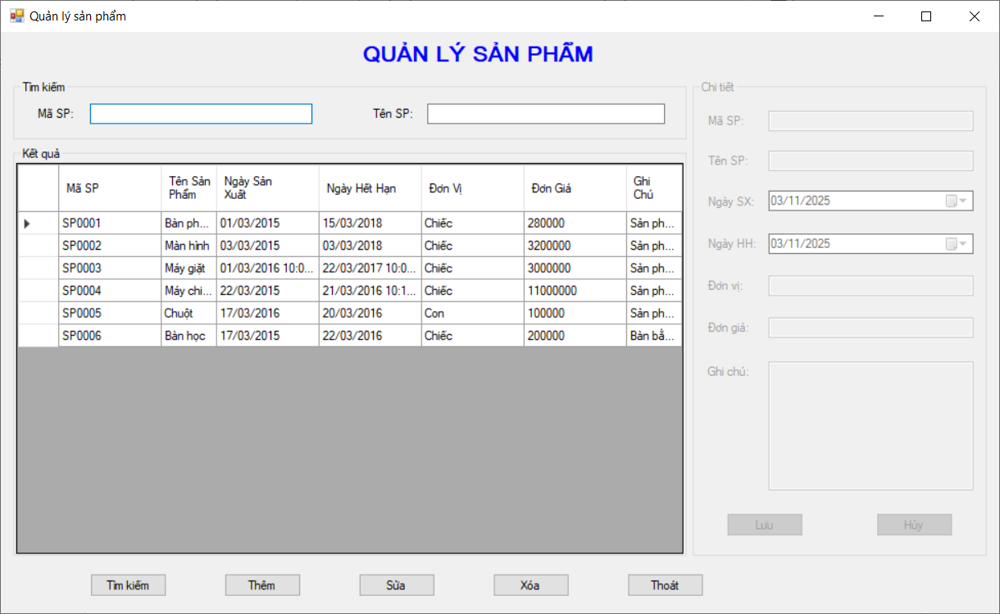 Quản lý sản phẩm
QUẢN LÝ SẢN PHẨM
Tìm kiếm
Mã SP:
Tên SP:
Kết quả
Mã SP
Tên Sản Phẩm
Ngày Sản Xuất
Ngày Hết Hạn
Đơn Vị
Đơn Giá
Ghi Chú
SP0001 Bàn ph... 01/03/2015 15/03/2018 Chiếc 280000 Sản ph...
SP0002 Màn hình 03/03/2015 03/03/2018 Chiếc 3200000 Sản ph...
SP0003 Máy giặt 01/03/2016 10:0... 22/03/2017 10:0... Chiếc 3000000 Sản ph...
SP0004 Máy chi... 22/03/2015 21/03/2016 10:1... Chiếc 11000000 Sản ph...
SP0005 Chuột 17/03/2016 20/03/2016 Con 100000 Sản ph...
SP0006 Bàn học 17/03/2015 22/03/2016 Chiếc 200000 Bàn bằ...
Chi tiết
Mã SP:
Tên SP:
Ngày SX: 03/11/2025
Ngày HH: 03/11/2025
Đơn vị:
Đơn giá:
Ghi chú:
Lưu
Hủy
Tìm kiếm
Thêm
Sửa
Xóa
Thoát